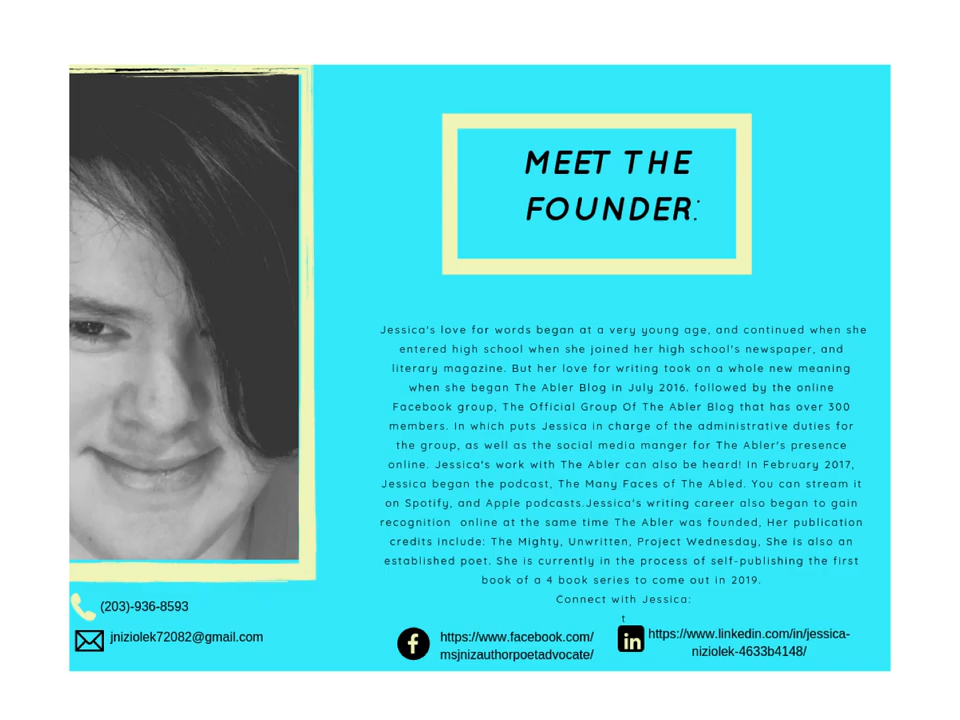 MEET THE
FOUNDER:
Jessica's love for words began at a very young age, and continued when she
entered high school when she joined her high school's newspaper, and
literary magazine. But her love for writing took on a whole new meaning
when she began The Abler Blog in July 2016. followed by the online
Facebook group, The Official Group Of The Abler Blog that has over 300
members. In which puts Jessica in charge of the administrative duties for
the group, as well as the social media manger for The Abler's presence
online. Jessica's work with The Abler can also be heard! In February 2017,
Jessica began the podcast, The Many Faces of The Abled. You can stream it
on Spotify, and Apple podcasts.Jessica's writing career also began to gain
recognition online at the same time The Abler was founded, Her publication
credits include: The Mighty, Unwritten, Project Wednesday, She is also an
established poet. She is currently in the process of self-publishing the first
book of a 4 book series to come out in 2019.
Connect with Jessica:
t
(203)-936-8593
jniziolek72082@gmail.com
https://www.facebook.com/
msjnizauthorpoetadvocate/
in
https://www.linkedin.com/in/jessica-
niziolek-4633b4148/